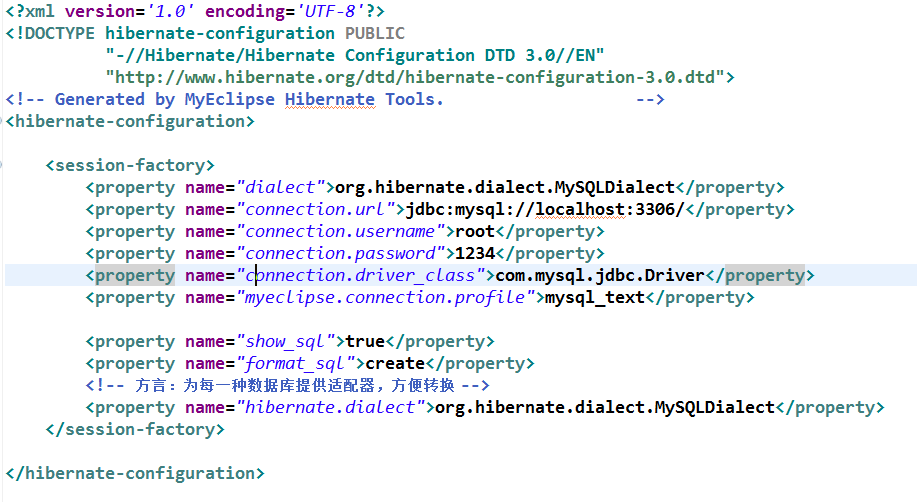 <?xml version='1.0' encoding='UTF-8'?>
<!DOCTYPE hibernate-configuration PUBLIC
"-//Hibernate/Hibernate Configuration DTD 3.0//EN"
"http://www.hibernate.org/dtd/hibernate-configuration-3.0.dtd">
<!-- Generated by MyEclipse Hibernate Tools. -->
<hibernate-configuration>
<session-factory>
<property name="dialect">org.hibernate.dialect.MySQLDialect</property>
<property name="connection.url">jdbc:mysql://localhost:3306/</property>
<property name="connection.username">root</property>
<property name="connection.password">1234</property>
<property name="connection.driver_class">com.mysql.jdbc.Driver</property>
<property name="myeclipse.connection.profile">mysql_text</property>
<property name="show_sql">true</property>
<property name="format_sql">create</property>
<!-- 方言：为每一种数据库提供适配器，方便转换 -->
<property name="hibernate.dialect">org.hibernate.dialect.MySQLDialect</property>
</session-factory>
</hibernate-configuration>